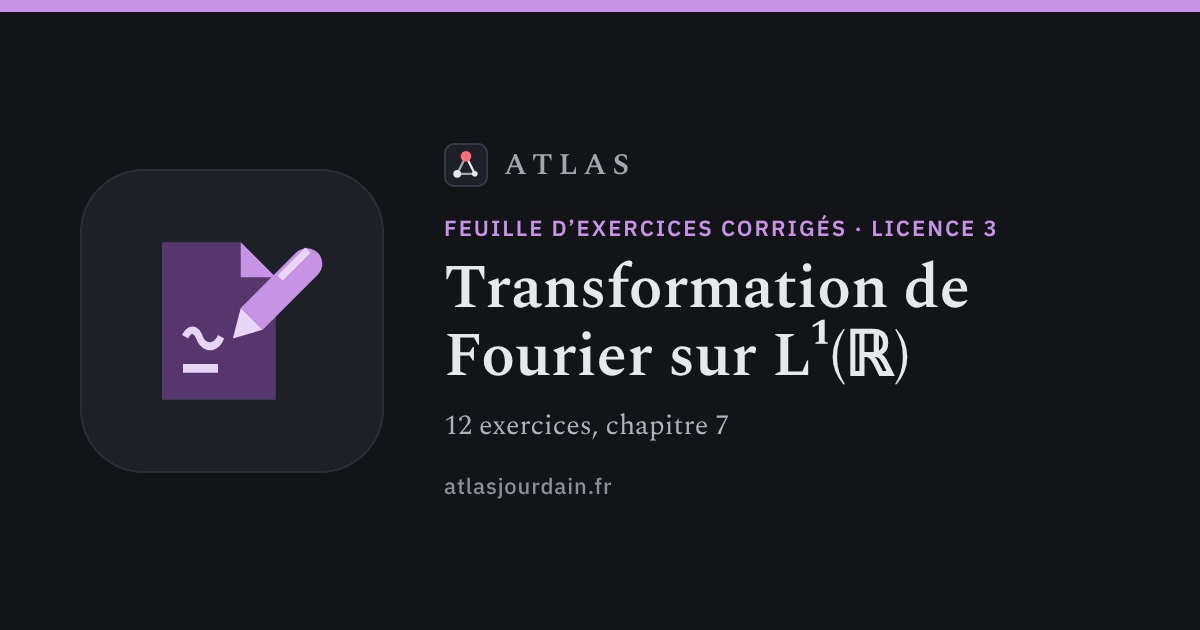 ATLAS
FEUILLE D’EXERCICES CORRIGÉS · LICENCE 3
Transformation de
Fourier sur L¹(ℝ)
12 exercices, chapitre 7
atlasjourdain.fr